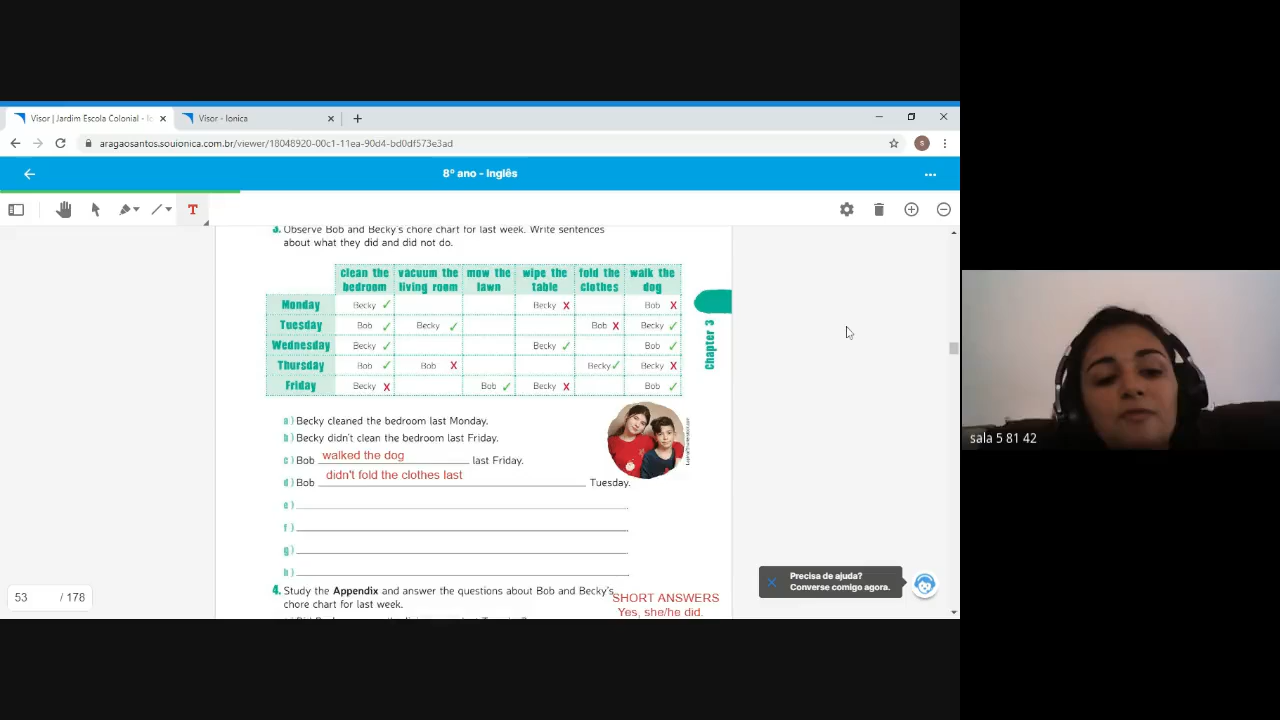 Visor | Jardim Escola Colonial - Io
Visor - Ionica
aragaosantos.souionica.com.br/viewer/18048920-00c1-11ea-90d4-bd0df573e3ad
8º ano - Inglês
T
3. Observe Bob and Becky's chore chart for last week. Write sentences
about what they did and did not do.
clean the bedroom vacuum the living room mow the lawn wipe the table fold the clothes walk the dog
Monday Becky ✓ Becky X Bob X
Tuesday Bob ✓ Becky ✓ Bob X Becky ✓
Wednesday Becky ✓ Becky ✓ Bob ✓
Thursday Bob ✓ Bob X Becky ✓ Becky X
Friday Becky X Bob ✓ Becky X Bob ✓
Chapter 3
a) Becky cleaned the bedroom last Monday.
b) Becky didn't clean the bedroom last Friday.
c) Bob walked the dog last Friday.
d) Bob didn't fold the clothes last Tuesday.
e)
f)
g)
h)
4. Study the Appendix and answer the questions about Bob and Becky's
chore chart for last week.
SHORT ANSWERS
Yes, she/he did.
53 / 178
Precisa de ajuda?
Converse comigo agora.
sala 5 81 42